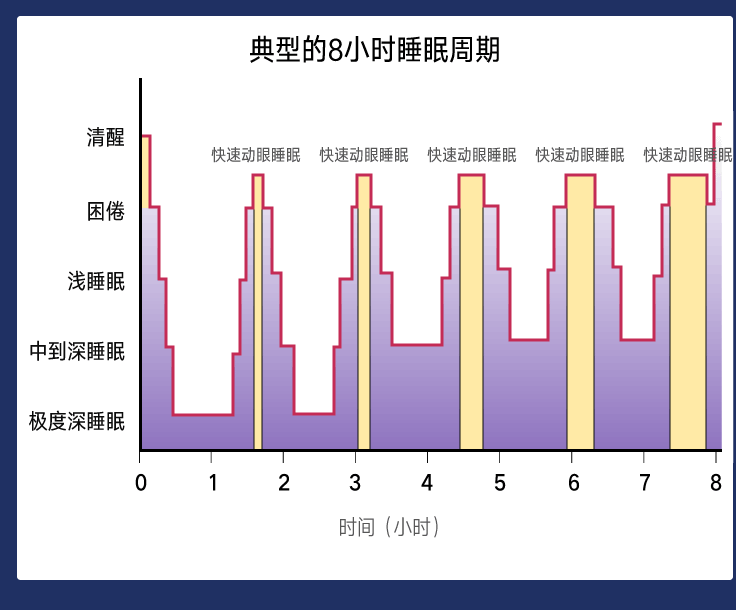 典型的8小时睡眠周期
清醒
快速动眼睡眠 快速动眼睡眠 快速动眼睡眠 快速动眼睡眠 快速动眼睡眠
困倦
浅睡眠
中到深睡眠
极度深睡眠
0 1 2 3 4 5 6 7 8
时间（小时）